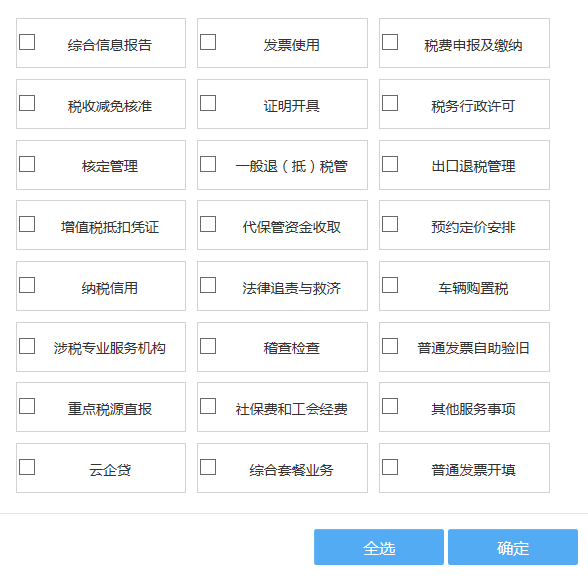 综合信息报告
发票使用
税费申报及缴纳
税收减免核准
证明开具
税务行政许可
核定管理
一般退（抵）税管
出口退税管理
增值税抵扣凭证
代保管资金收取
预约定价安排
纳税信用
法律追责与救济
车辆购置税
涉税专业服务机构
稽查检查
普通发票自助验旧
重点税源直报
社保费和工会经费
其他服务事项
云企贷
综合套餐业务
普通发票开填
全选
确定